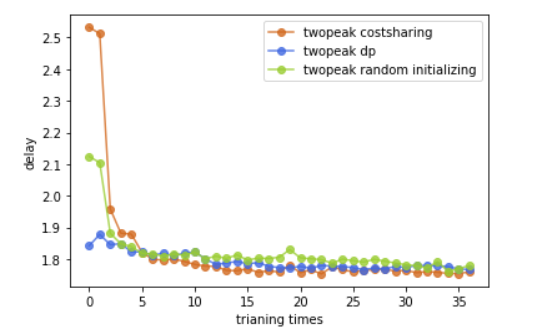 twopeak costsharing
twopeak dp
twopeak random initializing
delay
2.5
2.4
2.3
2.2
2.1
2.0
1.9
1.8
0 5 10 15 20 25 30 35
trianing times